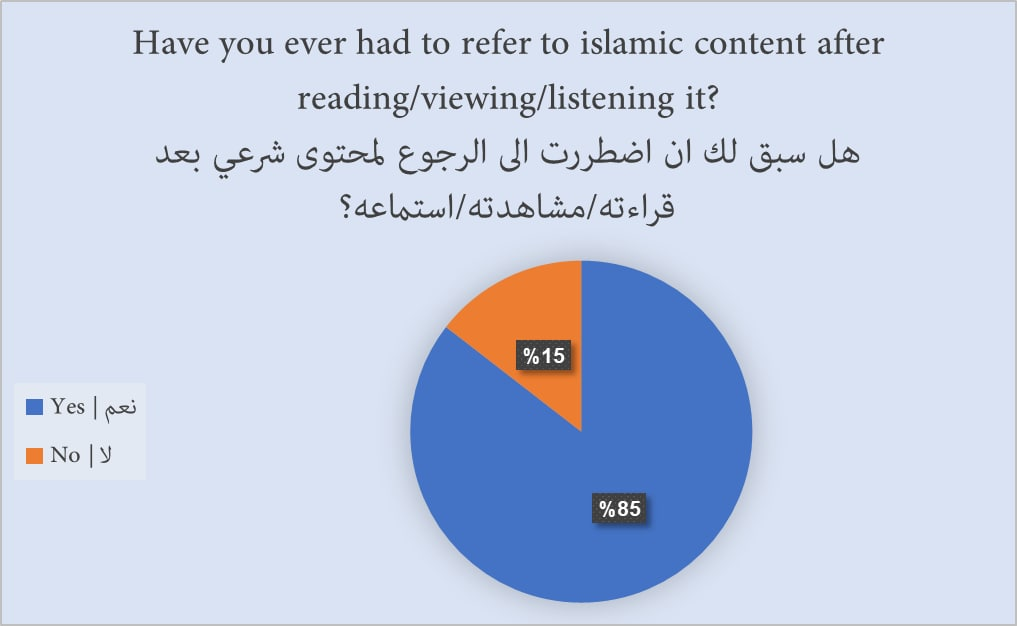 Have you ever had to refer to islamic content after
reading/viewing/listening it?
هل سبق لك ان اضطررت الى الرجوع لمحتوى شرعي بعد
قراءته/مشاهدته/استماعه؟
%15
Yes | نعم
No | لا
%85